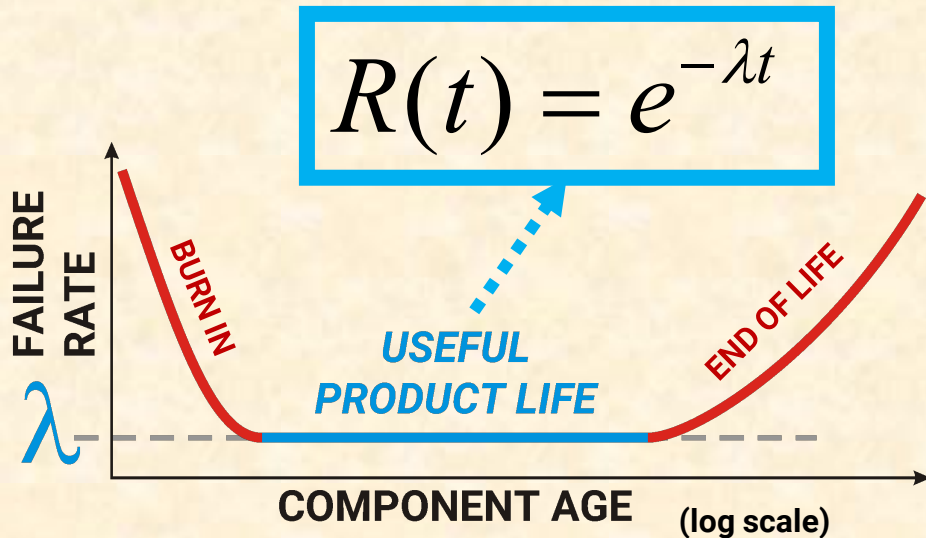 R(t) = e^{-λt}
FAILURE
RATE
λ
BURN IN
USEFUL
PRODUCT LIFE
END OF LIFE
COMPONENT AGE
(log scale)